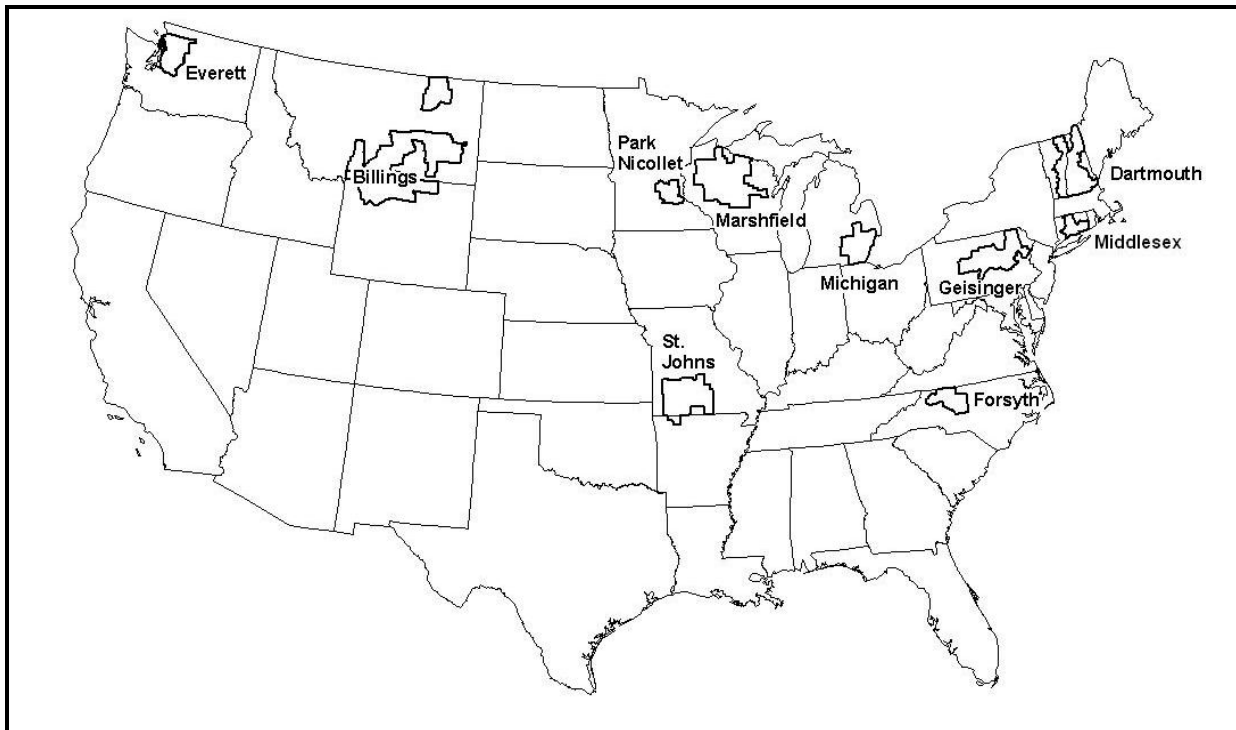 Everett
Park
Nicollet
Billings
Dartmouth
Marshfield
Middlesex
Michigan
Geisinger
St.
Johns
Forsyth